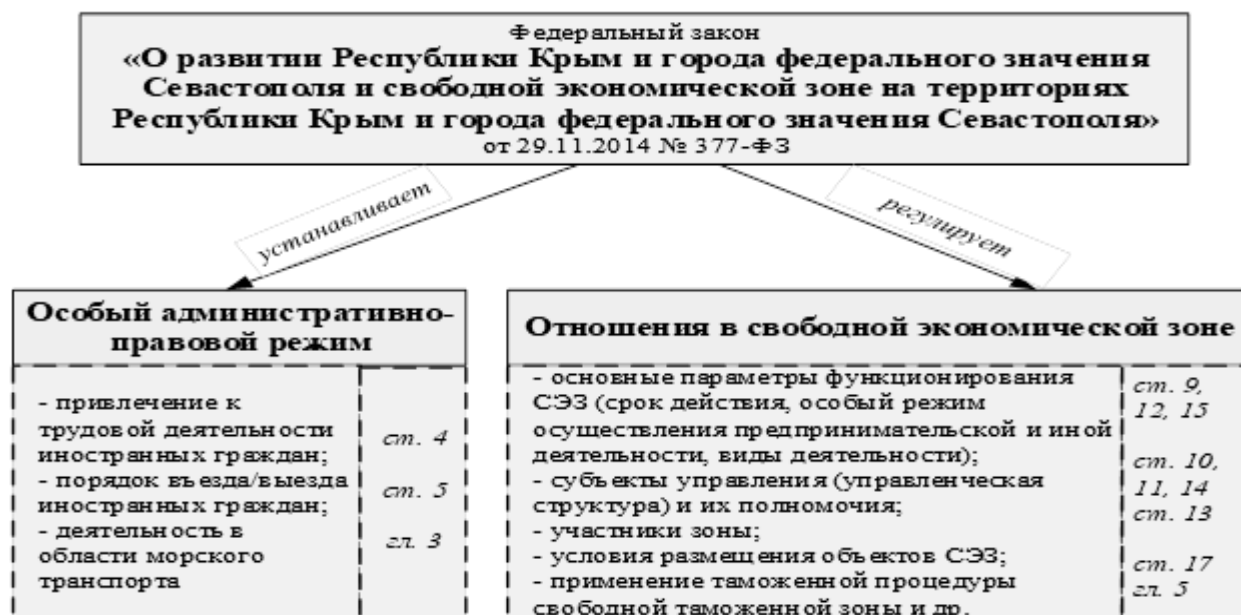 Федеральный закон
«О развитии Республики Крым и города федерального значения
Севастополя и свободной экономической зоне на территориях
Республики Крым и города федерального значения Севастополя»
от 29.11.2014 № 377-ФЗ
устанавливает
регулирует
Особый административно-
правовой режим
- привлечение к
трудовой деятельности
иностранных граждан;
- порядок въезда/выезда
иностранных граждан;
- деятельность в
области морского
транспорта
ст. 4
ст. 5
гл. 3
Отношения в свободной экономической зоне
- основные параметры функционирования
СЭЗ (срок действия, особый режим
осуществления предпринимательской и иной
деятельности, виды деятельности);
- субъекты управления (управленческая
структура) и их полномочия;
- участники зоны;
- условия размещения объектов СЭЗ;
- применение таможенной процедуры
свободной таможенной зоны и др.
ст. 9,
12, 15
ст. 10,
11, 14
ст. 13
ст. 17
гл. 5